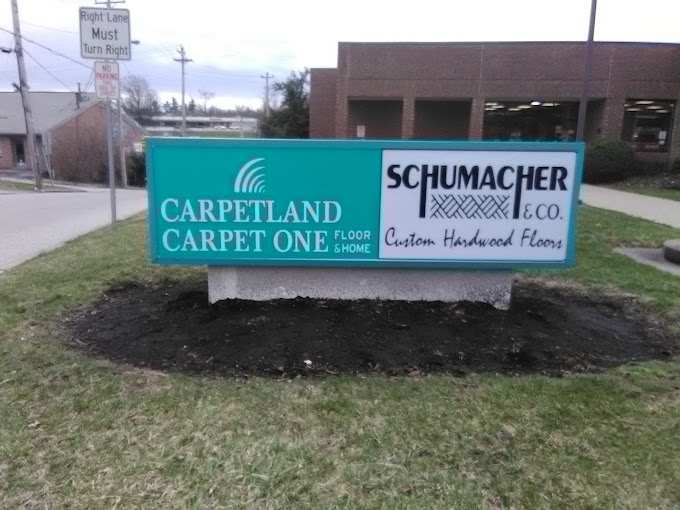 Right Lane
Must
Turn Right
NO
PARKING
CARPETLAND
CARPET ONE FLOOR & HOME
SCHUMACHER
& CO.
Custom Hardwood Floors